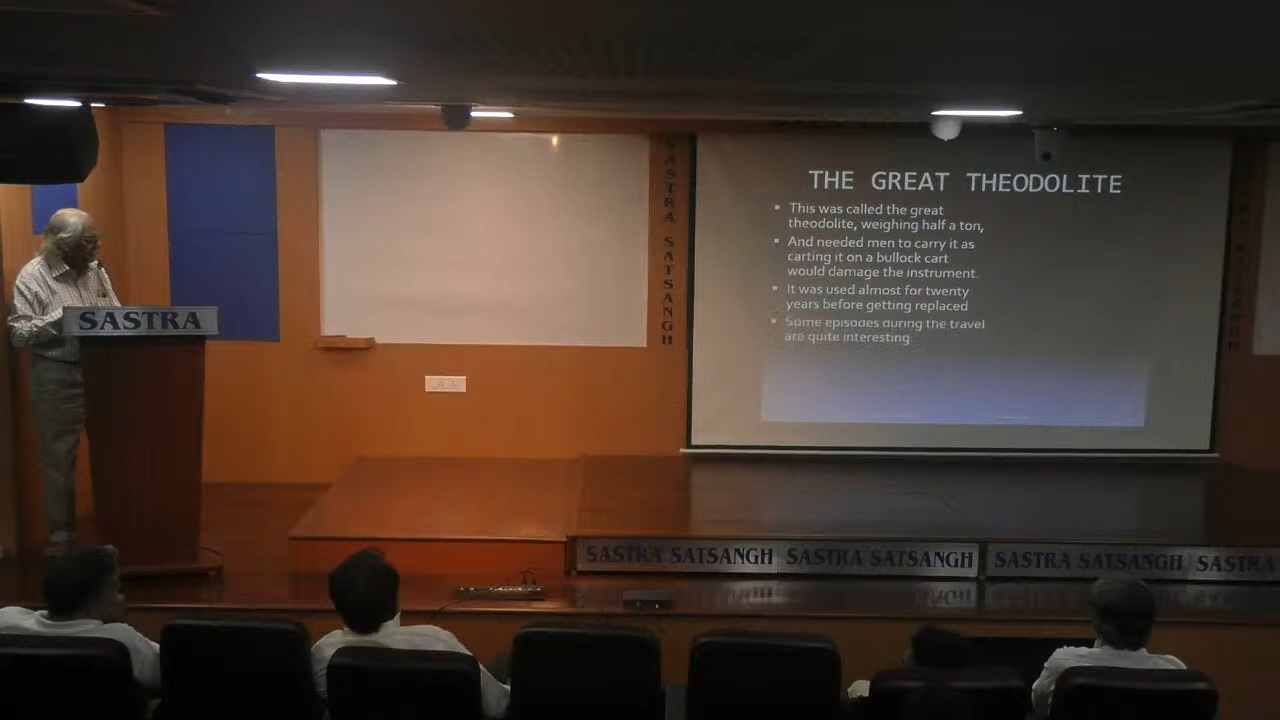 THE GREAT THEODOLITE
▪ This was called the great
theodolite, weighing half a ton,
▪ And needed men to carry it as
carting it on a bullock cart
would damage the instrument.
▪ It was used almost for twenty
years before getting replaced
▪ Some episodes during the travel
are quite interesting
SASTRA
SASTRA SATSANGH
SASTRA SATSANGH SASTRA SATSANGH SASTRA SATSANGH SASTRA